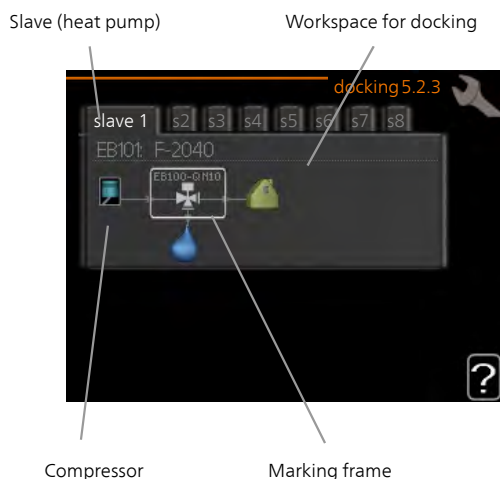 Slave (heat pump)
Workspace for docking
docking 5.2.3
slave 1 s2 s3 s4 s5 s6 s7 s8
EB101: F-2040
EB100-QN10
?
Compressor
Marking frame